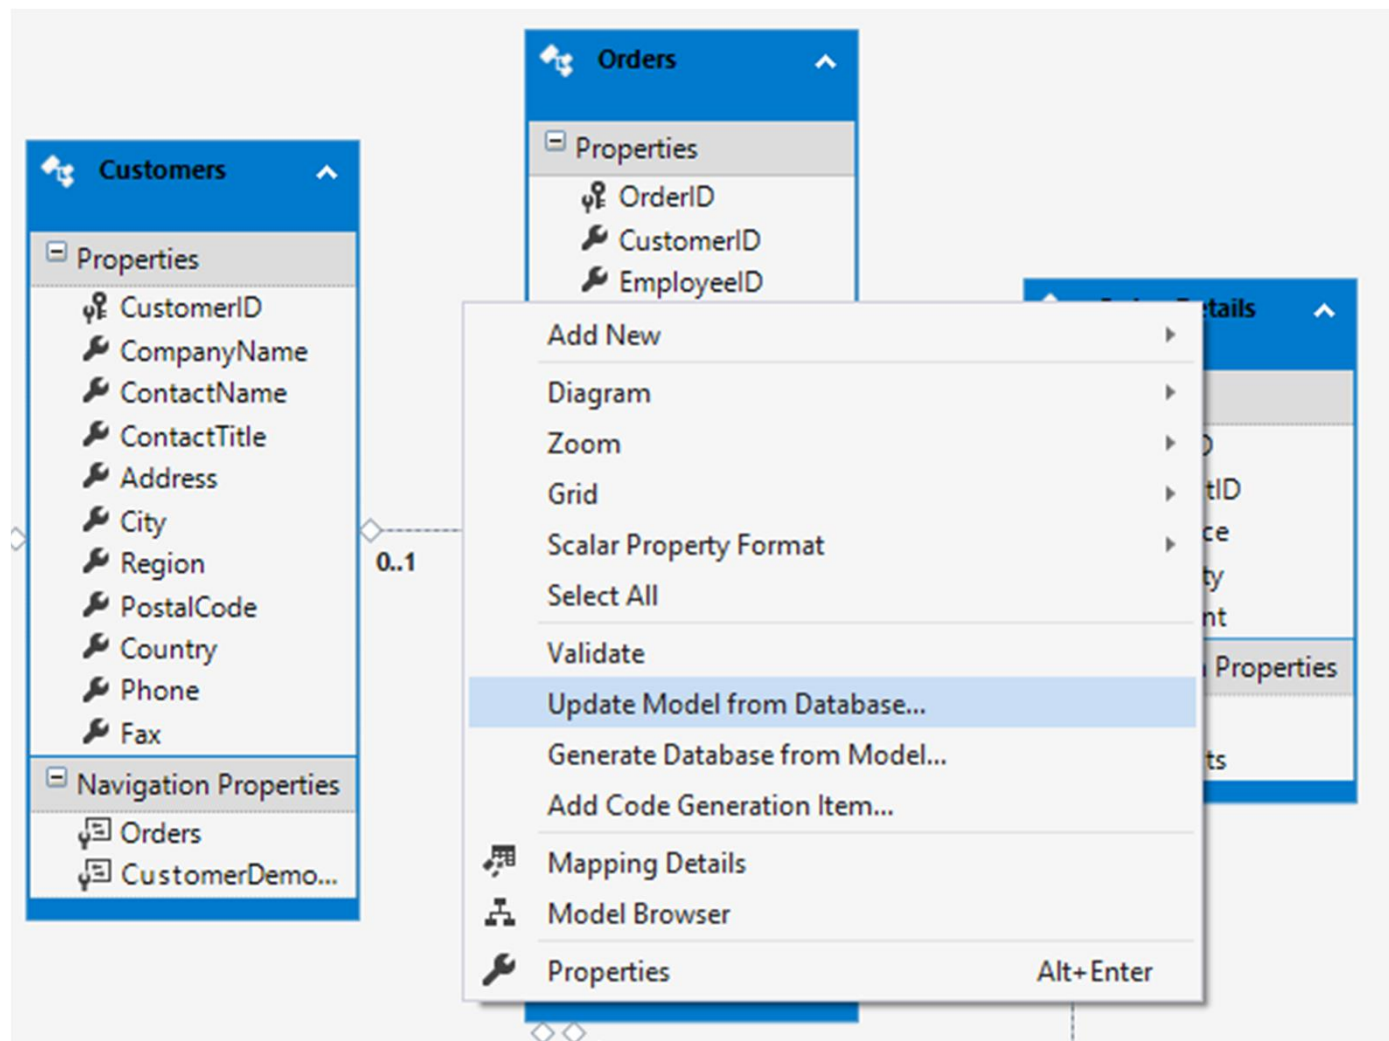 Orders
Properties
OrderID
CustomerID
EmployeeID
Customers
Properties
CustomerID
CompanyName
ContactName
ContactTitle
Address
City
Region
PostalCode
Country
Phone
Fax
Navigation Properties
Orders
CustomerDemo...
0..1
Add New
Diagram
Zoom
Grid
Scalar Property Format
Select All
Validate
Update Model from Database...
Generate Database from Model...
Add Code Generation Item...
Mapping Details
Model Browser
Properties Alt+Enter
tails
tID
ce
ty
nt
Properties
ts